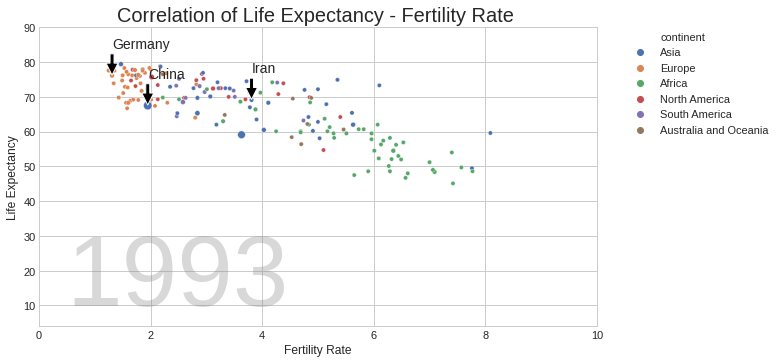 Correlation of Life Expectancy - Fertility Rate
90
80
70
60
50
40
30
20
10
Life Expectancy
Germany
China
Iran
1993
0
2
4
6
8
10
Fertility Rate
continent
Asia
Europe
Africa
North America
South America
Australia and Oceania